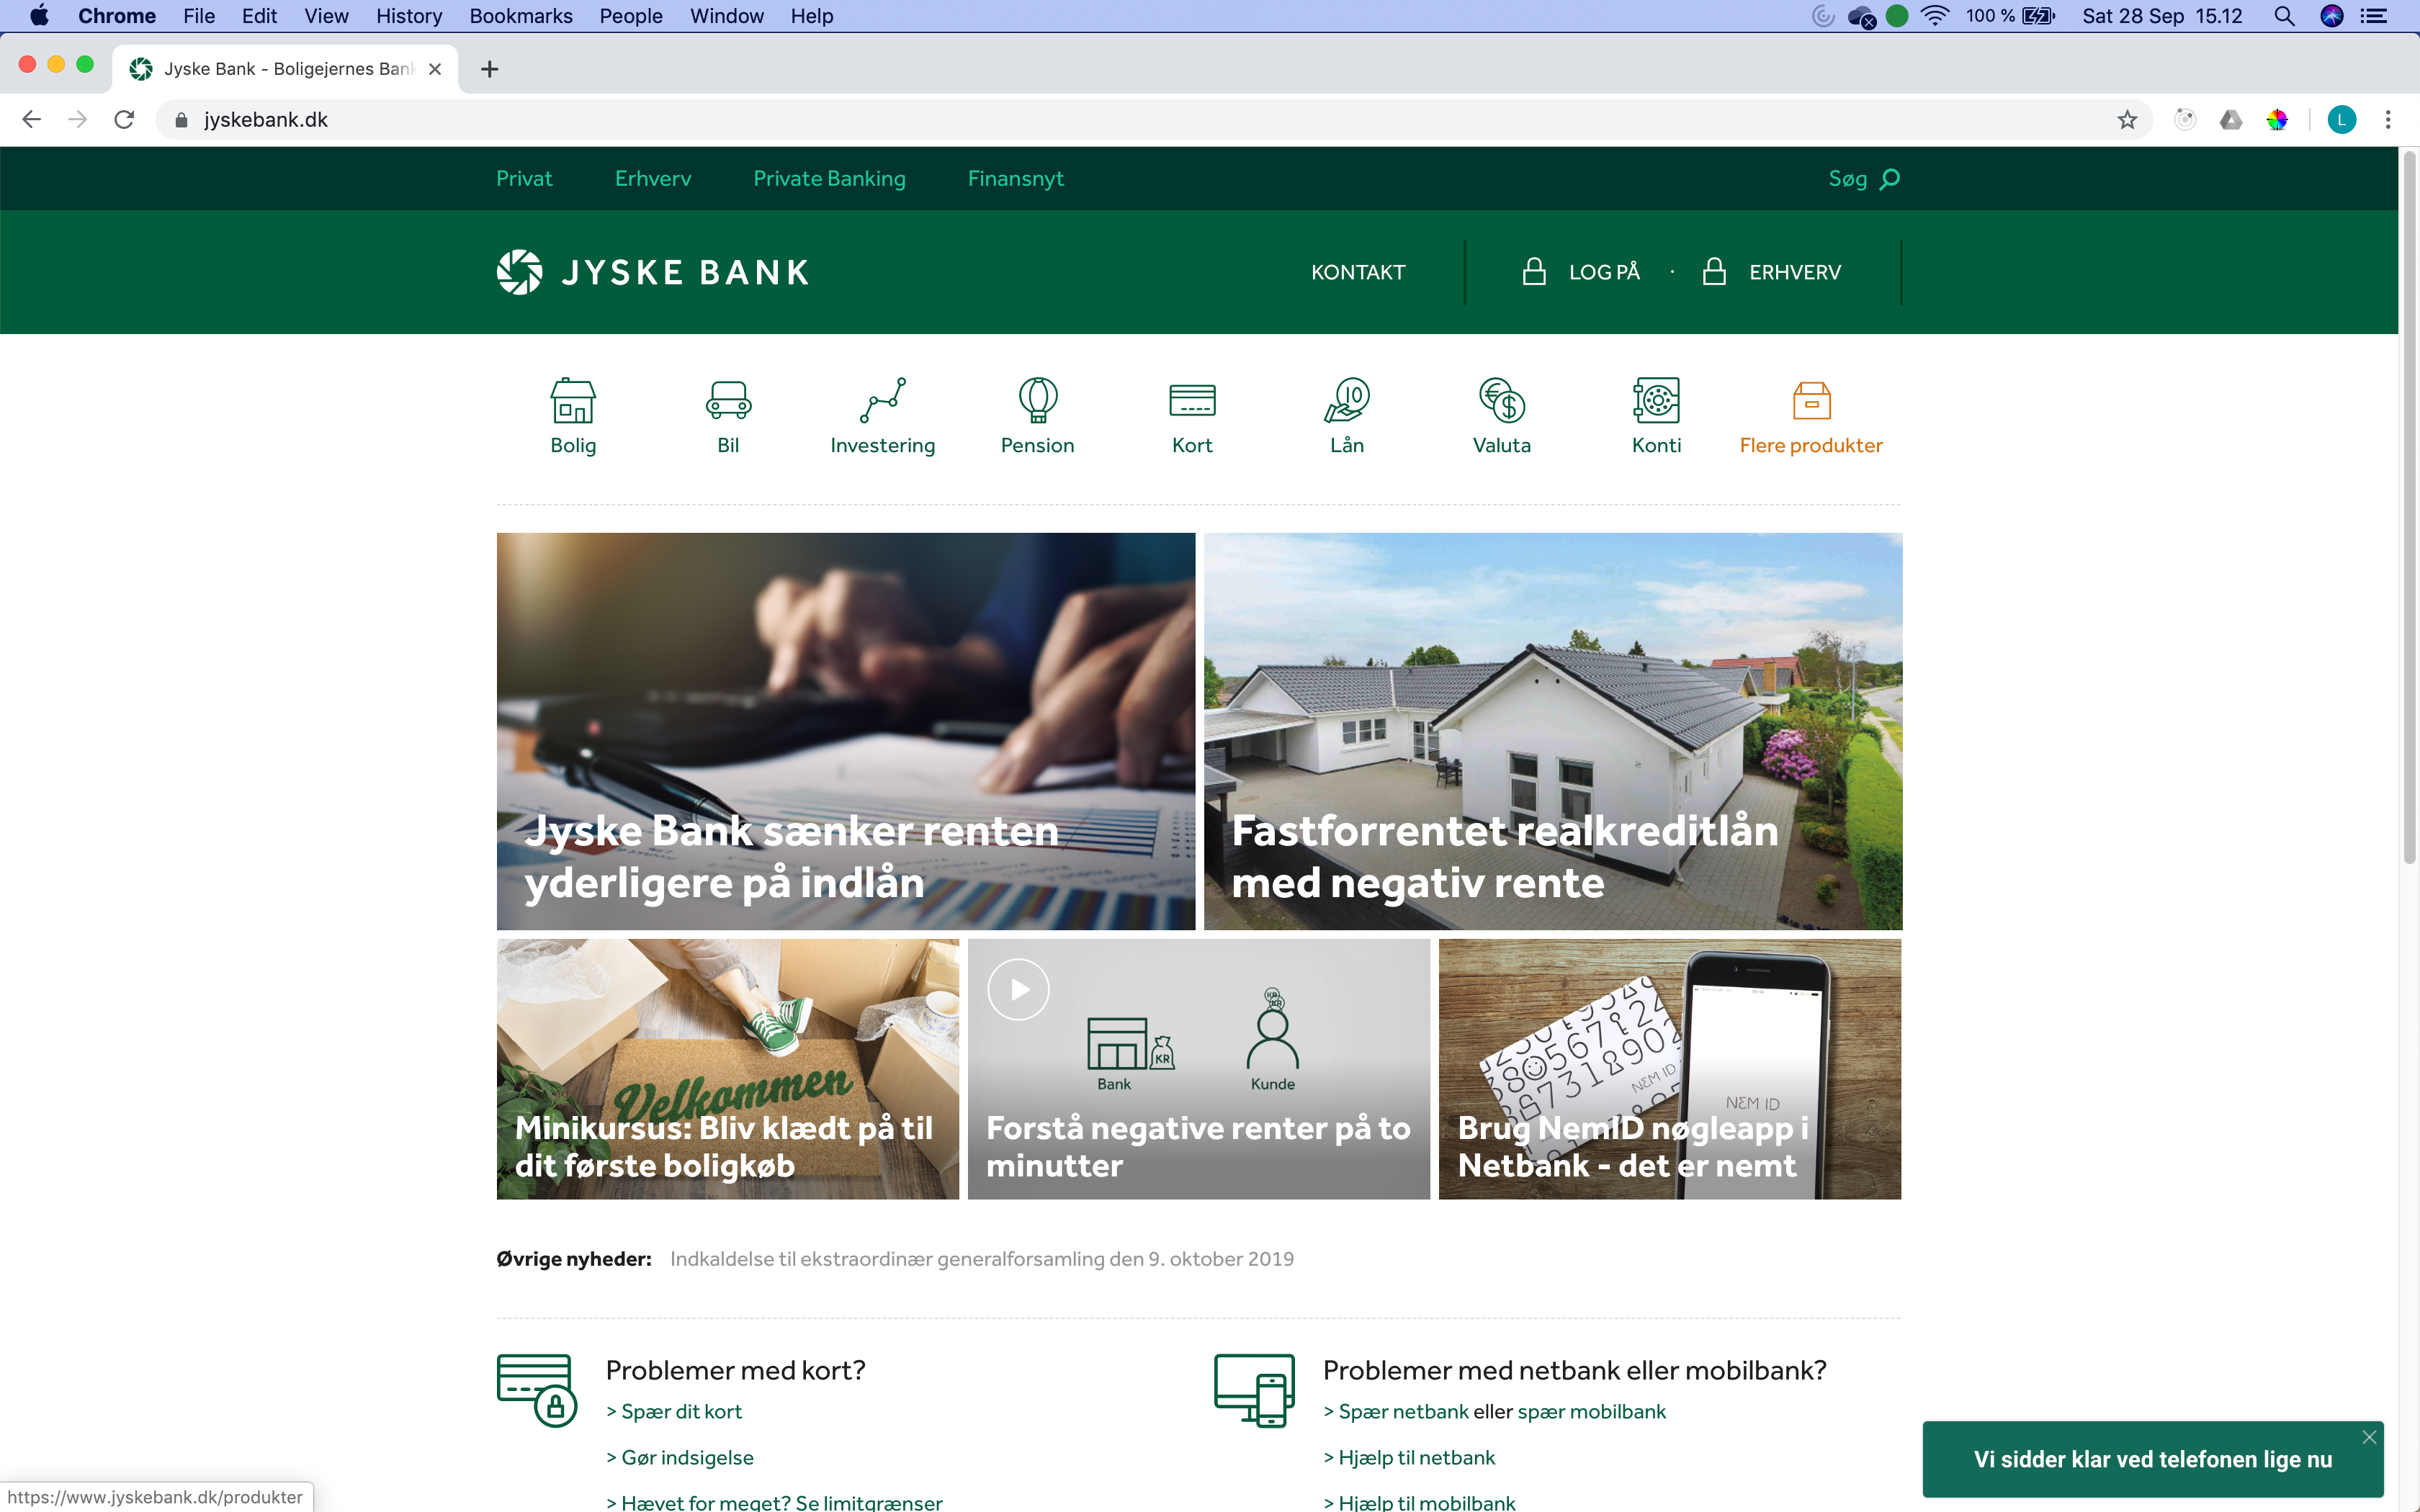 Chrome File Edit View History Bookmarks People Window Help 100 % Sat 28 Sep 15.12
Jyske Bank - Boligejernes Bank
jyskebank.dk
L
Privat Erhverv Private Banking Finansnyt Søg
JYSKE BANK KONTAKT LOG PÅ · ERHVERV
Bolig Bil Investering Pension Kort Lån Valuta Konti Flere produkter
Jyske Bank sænker renten
yderligere på indlån
Fastforrentet realkreditlån
med negativ rente
Velkommen
Minikursus: Bliv klædt på til
dit første boligkøb
KR
KR
KR
Bank Kunde
Forstå negative renter på to
minutter
NEM ID
NEM ID
Brug NemID nøgleapp i
Netbank - det er nemt
Øvrige nyheder: Indkaldelse til ekstraordinær generalforsamling den 9. oktober 2019
Problemer med kort?
> Spær dit kort
> Gør indsigelse
> Hævet for meget? Se limitgrænser
Problemer med netbank eller mobilbank?
> Spær netbank eller spær mobilbank
> Hjælp til netbank
> Hjælp til mobilbank
Vi sidder klar ved telefonen lige nu
https://www.jyskebank.dk/produkter